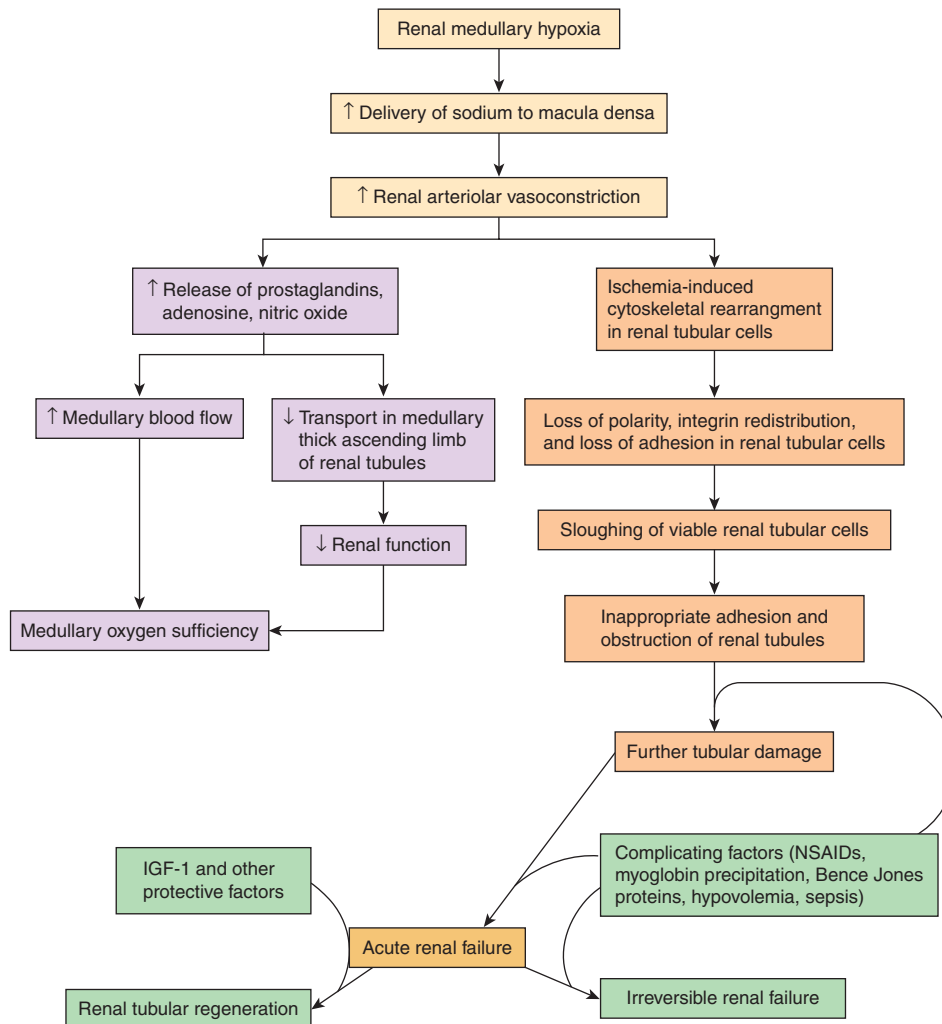 Renal medullary hypoxia
↑ Delivery of sodium to macula densa
↑ Renal arteriolar vasoconstriction
↑ Release of prostaglandins,
adenosine, nitric oxide
Ischemia-induced
cytoskeletal rearrangment
in renal tubular cells
↑ Medullary blood flow
↓ Transport in medullary
thick ascending limb
of renal tubules
Loss of polarity, integrin redistribution,
and loss of adhesion in renal tubular cells
↓ Renal function
Sloughing of viable renal tubular cells
Medullary oxygen sufficiency
Inappropriate adhesion and
obstruction of renal tubules
Further tubular damage
IGF-1 and other
protective factors
Complicating factors (NSAIDs,
myoglobin precipitation, Bence Jones
proteins, hypovolemia, sepsis)
Acute renal failure
Renal tubular regeneration
Irreversible renal failure